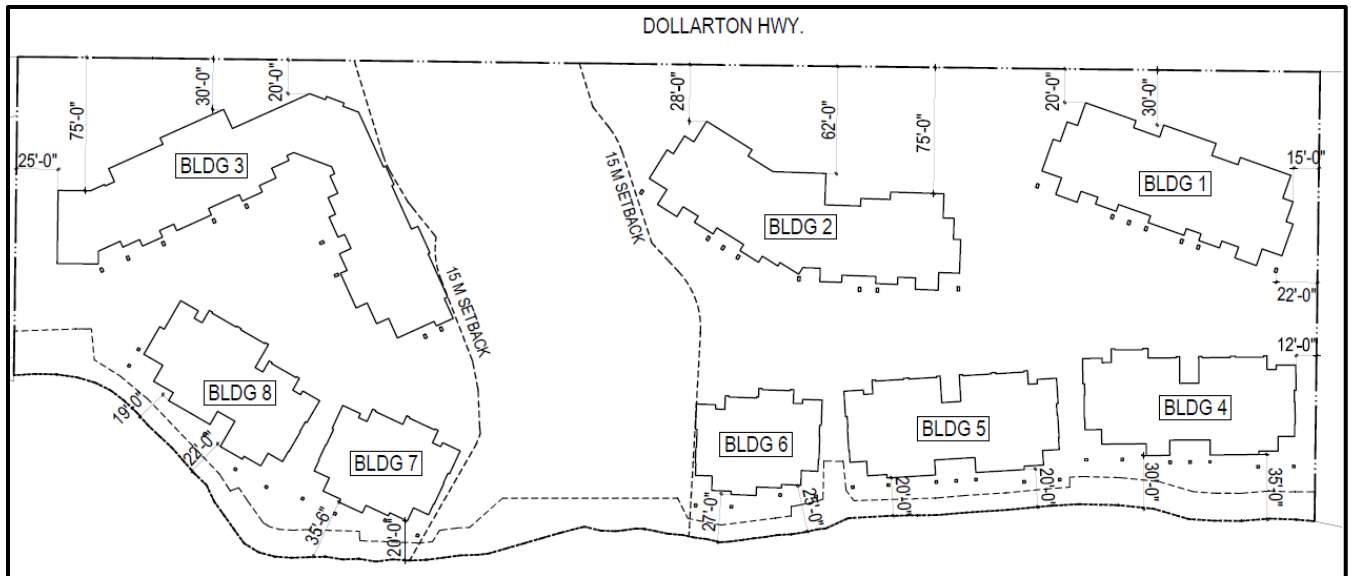 DOLLARTON HWY.
75'-0"
30'-0"
20'-0"
28'-0"
62'-0"
75'-0"
20'-0"
30'-0"
25'-0"
15'-0"
BLDG 3
15 M SETBACK
BLDG 2
BLDG 1
15 M SETBACK
22'-0"
12'-0"
BLDG 8
19'-0"
22'-0"
BLDG 7
BLDG 6
BLDG 5
BLDG 4
35'-6"
20'-0"
27'-0"
25'-0"
20'-0"
20'-0"
30'-0"
35'-0"